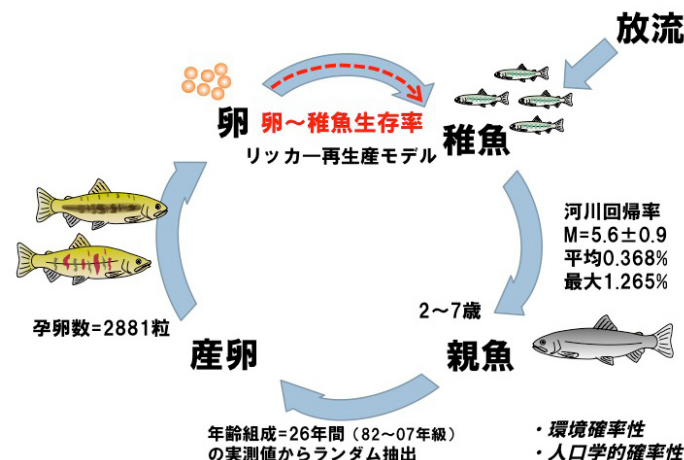 放流
卵
卵～稚魚生存率
リッカー再生産モデル
稚魚
河川回帰率
M=5.6±0.9
平均0.368%
最大1.265%
2～7歳
孕卵数=2881粒
産卵
親魚
年齢組成=26年間（82～07年級）
の実測値からランダム抽出
・環境確率性
・人口学的確率性